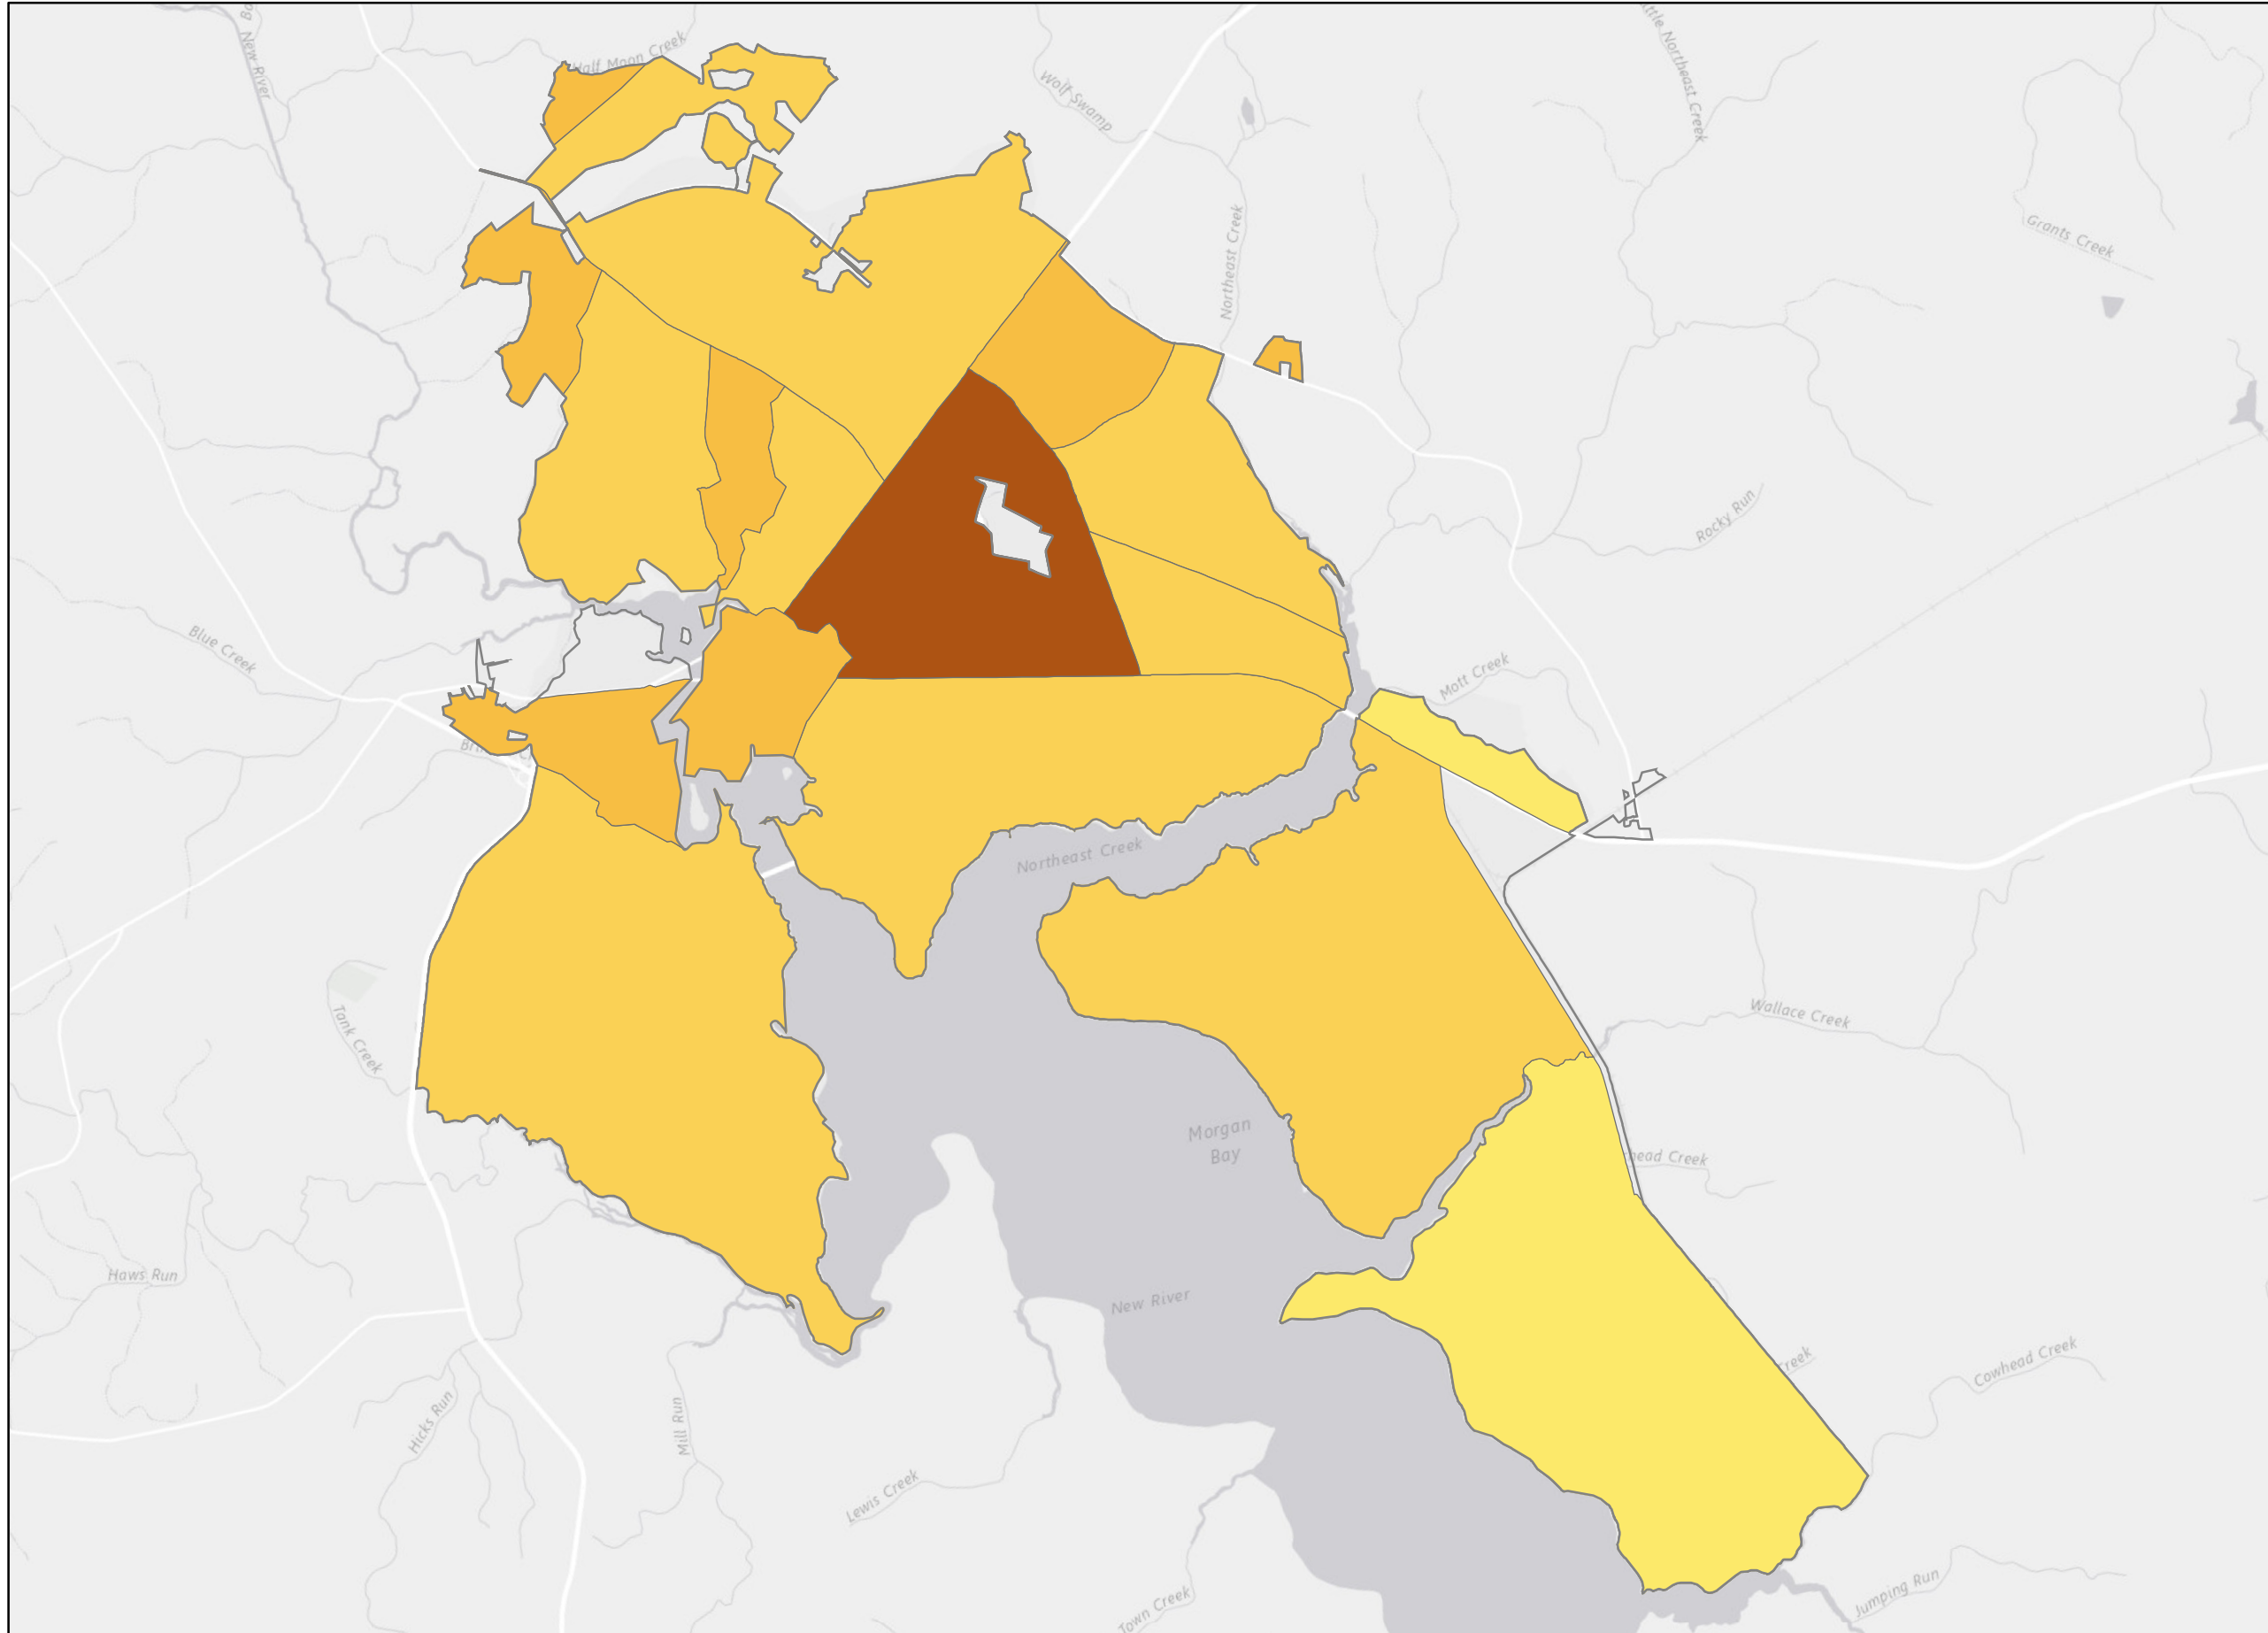 New River
Half Moon Creek
Wolf Swamp
Northeast Creek
Grants Creek
Northeast Creek
Rocky Run
Blue Creek
Mott Creek
Northeast Creek
Tank Creek
Wallace Creek
Morgan
Bay
Haws Run
New River
Cowhead Creek
Creek
Hicks Run
Mill Run
Lewis Creek
Town Creek
Jumping Run